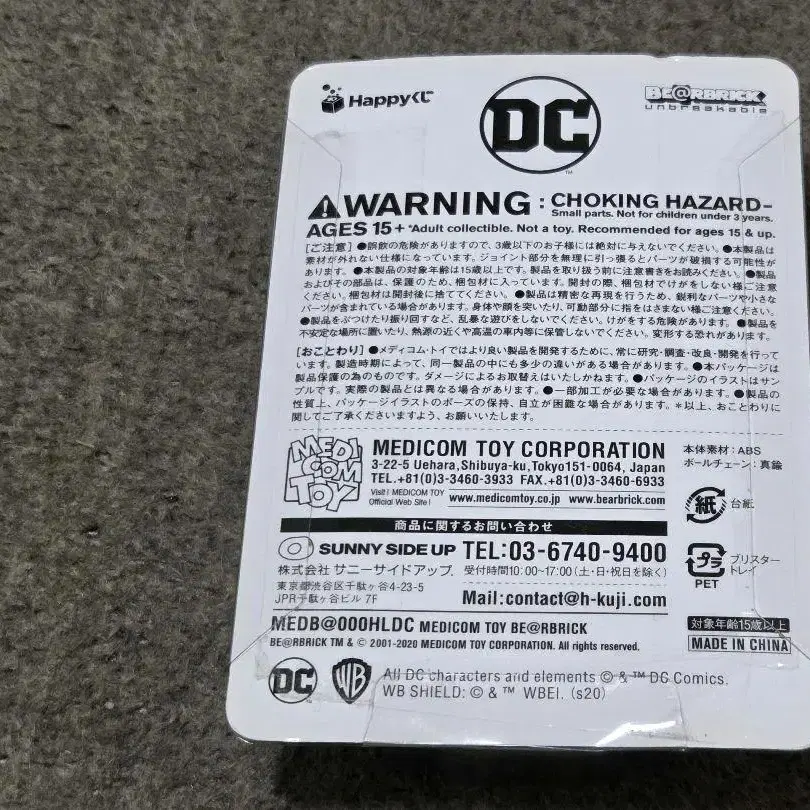 Happyくじ
DC
BE@RBRICK
unbreakable
WARNING : CHOKING HAZARD-
Small parts. Not for children under 3 years.
AGES 15+ *Adult collectible. Not a toy. Recommended for ages 15 & up.
[ご注意] ●誤飲の危険がありますので、3歳以下のお子様には絶対に与えないでください。●本製品は
素材が外れない仕様になっています。ジョイント部分を無理に引っ張るとパーツが破損する可能性が
あります。●本製品の対象年齢は15歳以上です。製品を取り扱う前に注意書きをお読みください。●製品
およびその部品は、保護のため、梱包材に入っています。開封の際、梱包材でけがをしない様ご注意
ください。梱包材は開封後に捨ててください。●製品は精密な再現を行うため、鋭利なパーツや小さな
パーツが含まれている場合があります。身体や顔を突いたり、可動部分に指をはさまない様ご注意ください。
●製品をぶつけたり振り回すなど、乱暴な遊びをしないでください。けがをする危険があります。●製品を
不安定な場所に置いたり、熱源の近くや高温の車内等に保管しないでください。変形する恐れがあります。
[おことわり] ●メディコム・トイではより良い製品を開発するために、常に研究・調査・改良・開発を行って
います。製造時期によって、同一製品の中にも多少の違いがある場合があります。●本パッケージは
製品保護の為のものです。ダメージによるお取替えはいたしかねます。●パッケージのイラストはサン
プルです。実際の製品とは異なる場合があります。●一部加工が必要な場合があります。●製品の
性質上、パッケージイラストのポーズの保持、自立が困難な場合があります。*以上、おことわりに
関してご了承くださいますよう、お願いいたします。
MEDI
COM
TOY
MEDICOM TOY CORPORATION
3-22-5 Uehara,Shibuya-ku,Tokyo151-0064, Japan
TEL.+81(0)3-3460-3933 FAX.+81(0)3-3460-6933
Visit! MEDICOM TOY
Official Web Site!
www.medicomtoy.co.jp www.bearbrick.com
本体素材：ABS
ボールチェーン：真鍮
紙 台紙
プラ
PET
ブリスター
トレイ
商品に関するお問い合わせ
SUNNY SIDE UP TEL:03-6740-9400
株式会社 サニーサイドアップ. 受付時間10:00~17:00(土・日・祝日を除く)
東京都渋谷区千駄ヶ谷4-23-5
JPR千駄ヶ谷ビル 7F
Mail:contact@h-kuji.com
MEDB@000HLDC MEDICOM TOY BE@RBRICK
BE@RBRICK TM & © 2001-2020 MEDICOM TOY CORPORATION. All rights reserved.
対象年齢15歳以上
MADE IN CHINA
DC
WB
All DC characters and elements © & ™ DC Comics.
WB SHIELD: © & ™ WBEI. (s20)